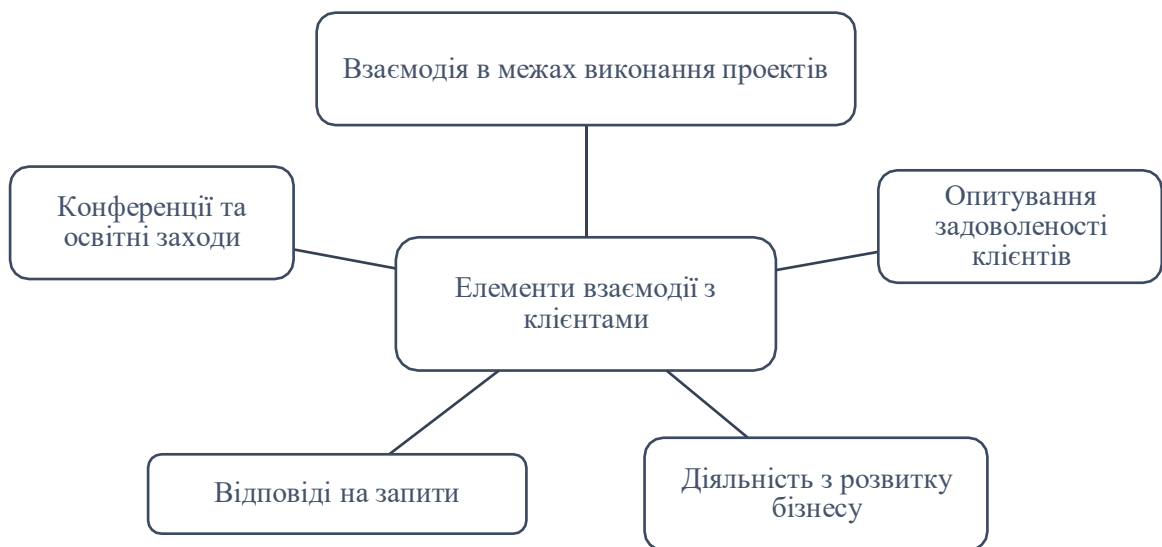 Взаємодія в межах виконання проектів
Конференції та
освітні заходи
Опитування
задоволеності
клієнтів
Елементи взаємодії з
клієнтами
Відповіді на запити
Діяльність з розвитку
бізнесу